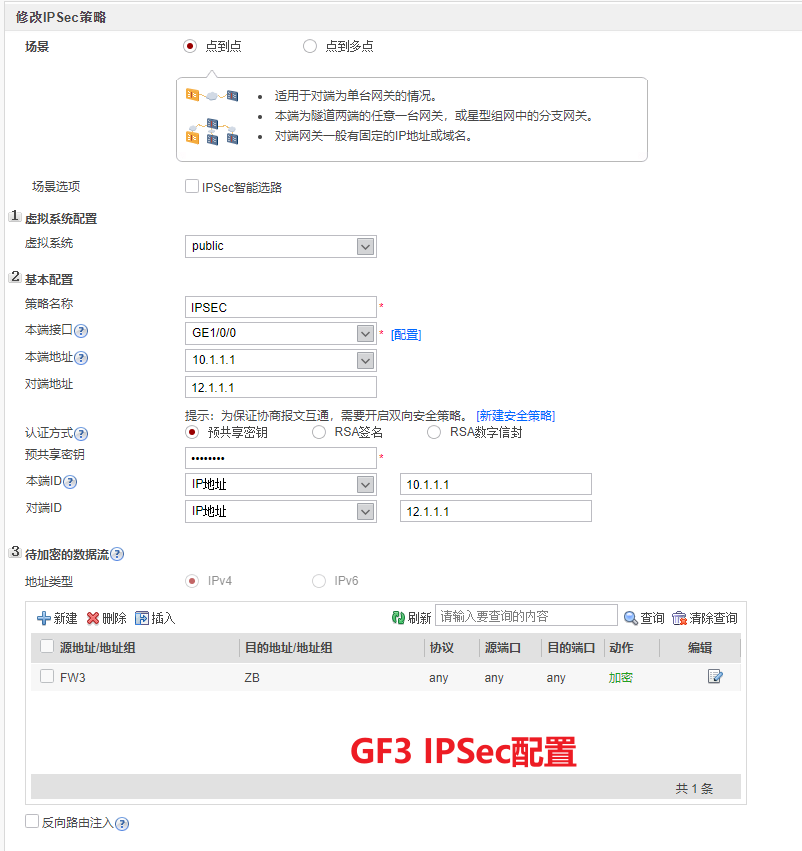 修改IPSec策略
场景 点到点 点到多点
适用于对端为单台网关的情况。
本端为隧道两端的任意一台网关，或星型组网中的分支网关。
对端网关一般有固定的IP地址或域名。
场景选项 IPSec智能选路
1 虚拟系统配置
虚拟系统 public
2 基本配置
策略名称 IPSEC *
本端接口 GE1/0/0 * [配置]
本端地址 10.1.1.1
对端地址 12.1.1.1
提示：为保证协商报文互通，需要开启双向安全策略。 [新建安全策略]
认证方式 预共享密钥 RSA签名 RSA数字信封
预共享密钥 •••••••• *
本端ID IP地址 10.1.1.1
对端ID IP地址 12.1.1.1
3 待加密的数据流
地址类型 IPv4 IPv6
新建 删除 插入 刷新 请输入要查询的内容 查询 清除查询
源地址/地址组 目的地址/地址组 协议 源端口 目的端口 动作 编辑
FW3 ZB any any any 加密
GF3 IPSec配置
共 1 条
反向路由注入